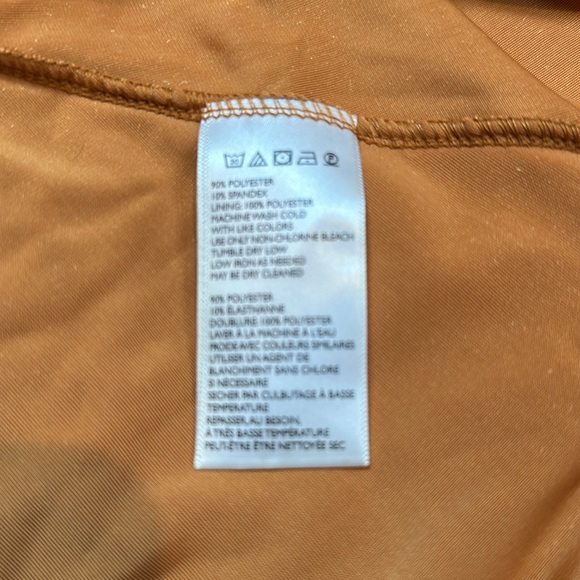 30
90% POLYESTER
10% SPANDEX
LINING: 100% POLYESTER
MACHINE WASH COLD
WITH LIKE COLORS
USE ONLY NON-CHLORINE BLEACH
TUMBLE DRY LOW
LOW IRON AS NEEDED
MAY BE DRY CLEANED
90% POLYESTER
10% ÉLASTHANNE
DOUBLURE: 100% POLYESTER
LAVER À LA MACHINE À L'EAU
FROIDE AVEC COULEURS SIMILAIRES
UTILISER UN AGENT DE
BLANCHIMENT SANS CHLORE
SI NÉCESSAIRE
SECHER PAR CULBUTAGE À BASSE
TEMPÉRATURE
REPASSER AU BESOIN,
À TRÈS BASSE TEMPÉRATURE
PEUT-ÊTRE ÊTRE NETTOYÉE SEC